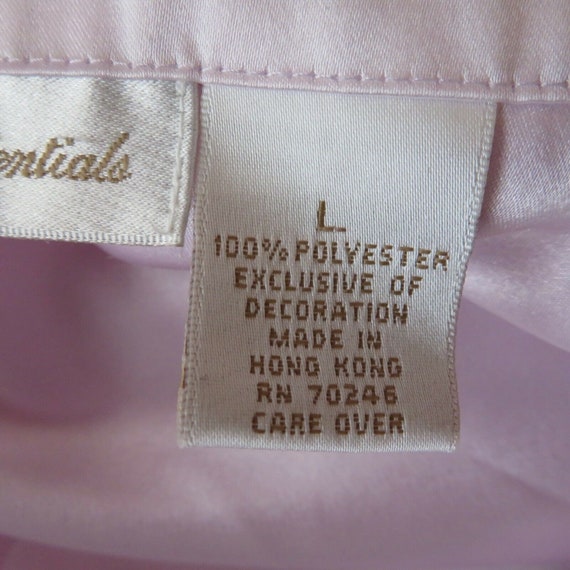 entials
L
100% POLYESTER
EXCLUSIVE OF
DECORATION
MADE IN
HONG KONG
RN 70246
CARE OVER